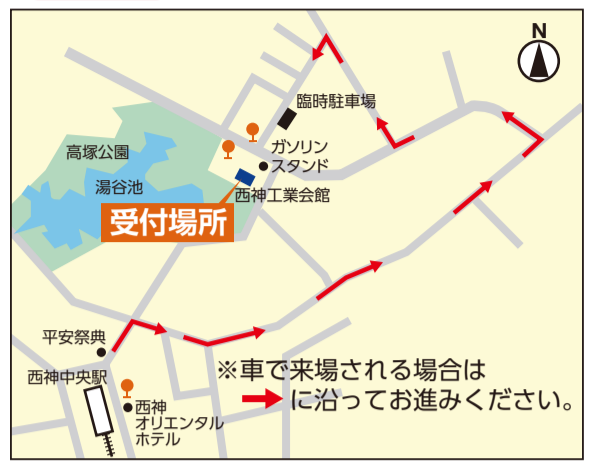 N
臨時駐車場
高塚公園
ガソリン
スタンド
湯谷池
西神工業会館
受付場所
平安祭典
西神中央駅
西神
オリエンタル
ホテル
※車で来場される場合は
に沿ってお進みください。